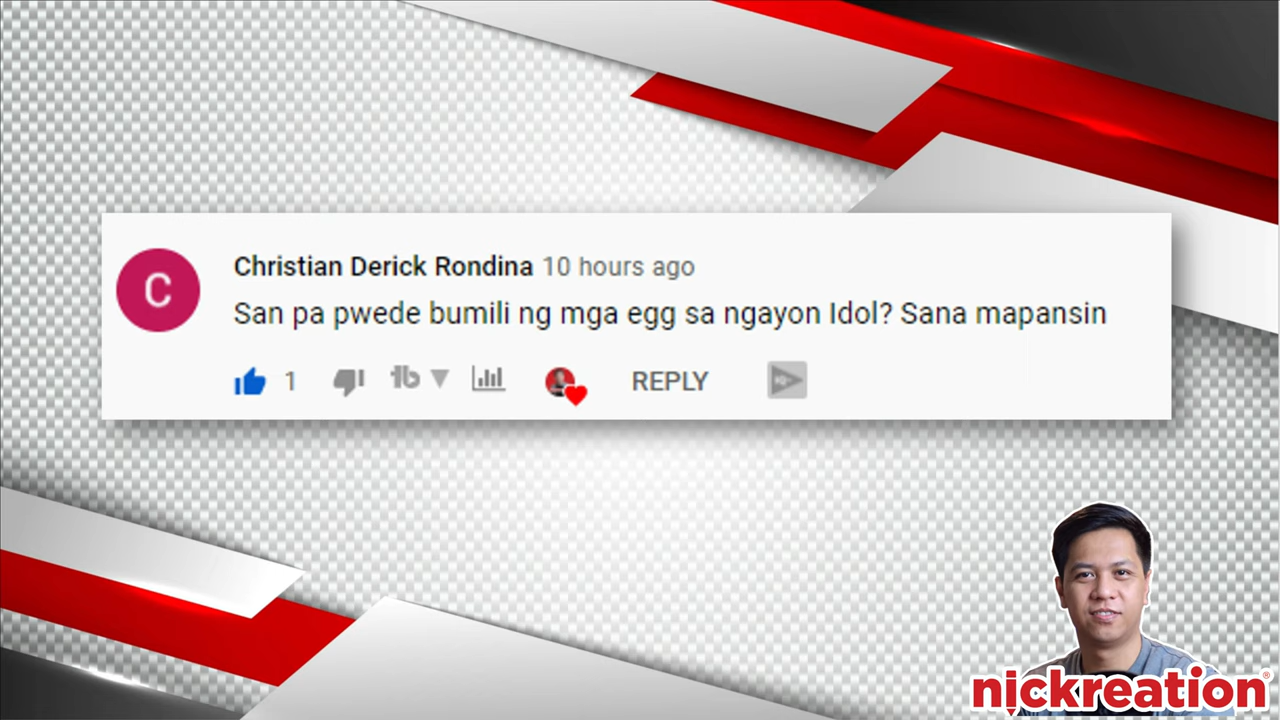 C
Christian Derick Rondina 10 hours ago
San pa pwede bumili ng mga egg sa ngayon Idol? Sana mapansin
1
REPLY
nickreation®